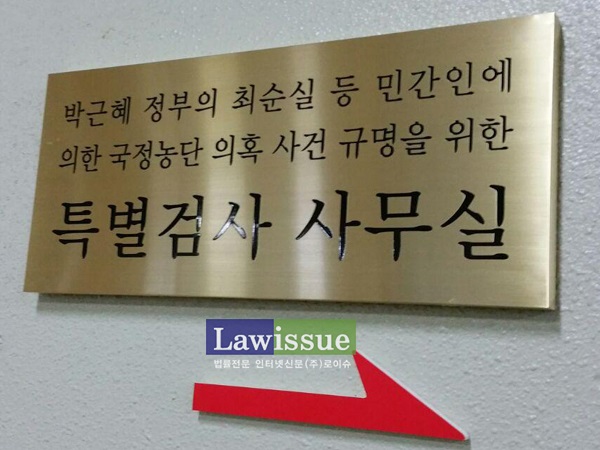 박근혜 정부의 최순실 등 민간인에
의한 국정농단 의혹 사건 규명을 위한
특별검사 사무실
Lawissue
법률전문 인터넷신문(주)로이슈